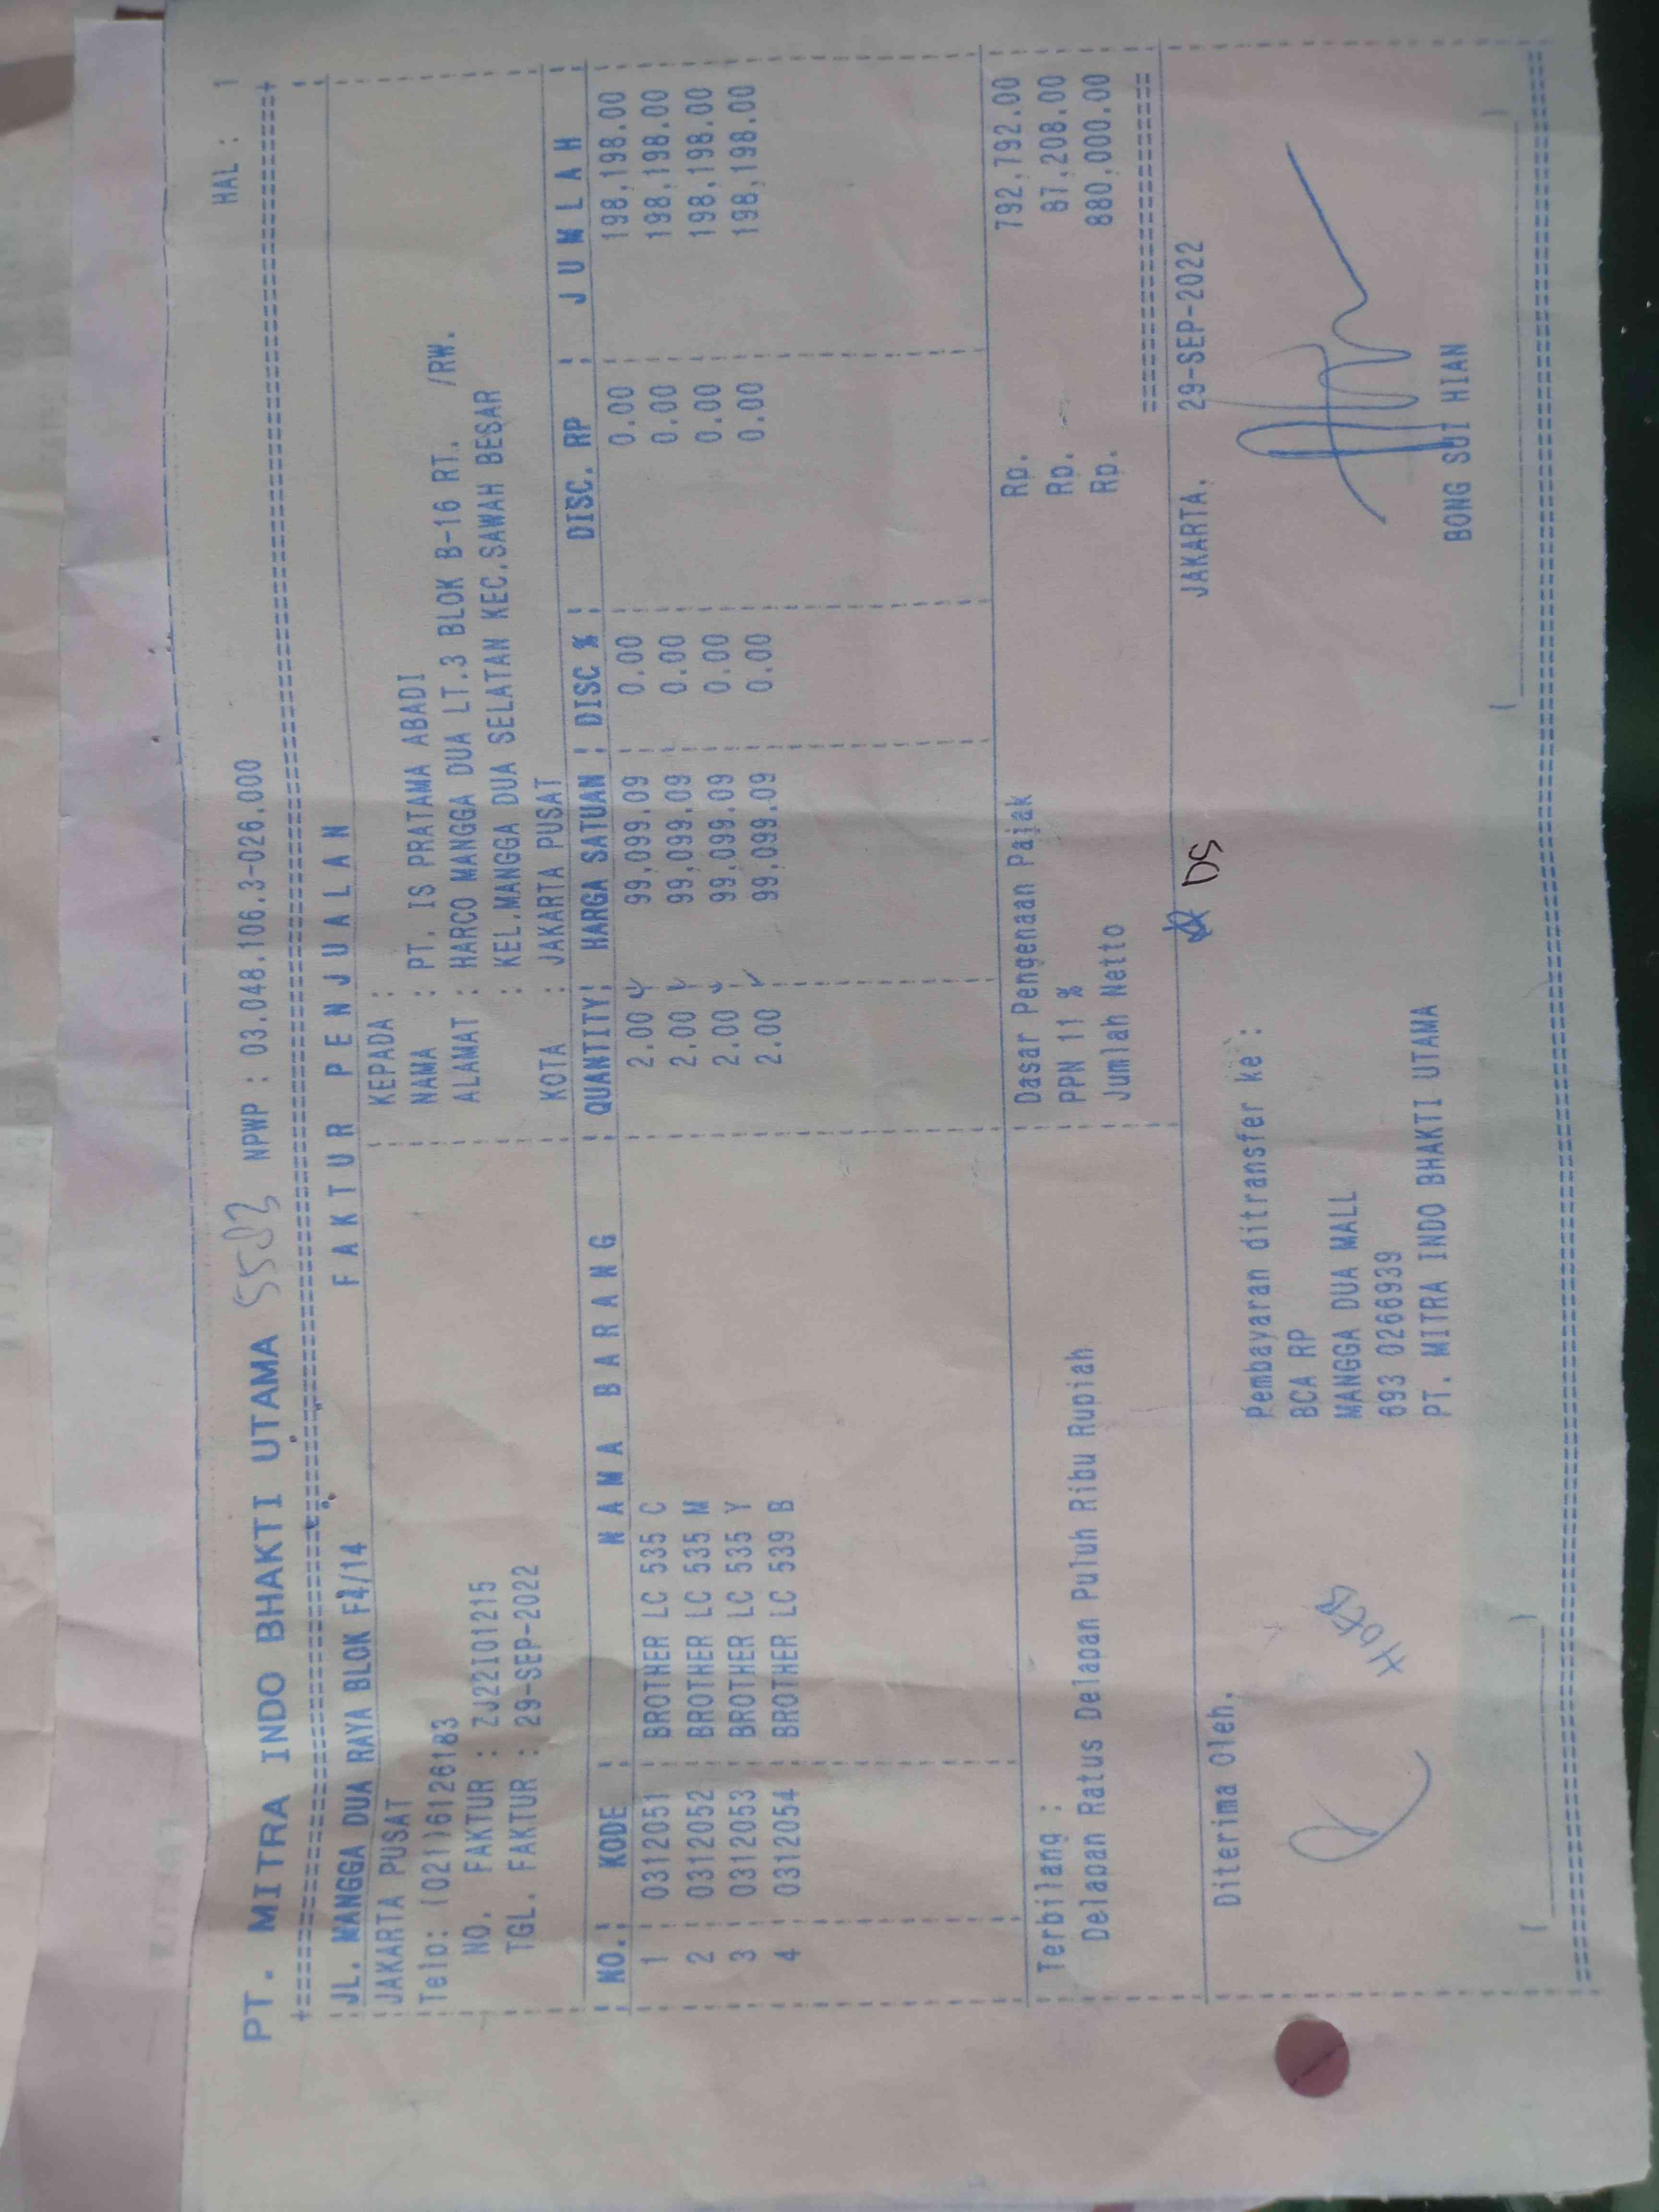 HAL : 1
PT. MITRA INDO BHAKTI UTAMA NPWP : 03.048.106.3-026.000
F A K T U R P E N J U A L A N
JL. MANGGA DUA RAYA BLOK F2/14
JAKARTA PUSAT
Telp: (021)6126183
NO. FAKTUR : ZJ22I01215
TGL. FAKTUR : 29-SEP-2022
KEPADA :
NAMA : PT. IS PRATAMA ABADI
ALAMAT : HARCO MANGGA DUA LT.3 BLOK B-16 RT. /RW.
: KEL.MANGGA DUA SELATAN KEC.SAWAH BESAR
KOTA : JAKARTA PUSAT
NO. KODE N A M A B A R A N G QUANTITY HARGA SATUAN DISC % DISC. RP J U M L A H
1 0312051 BROTHER LC 535 C 2.00 99,099.09 0.00 0.00 198,198.00
2 0312052 BROTHER LC 535 M 2.00 99,099.09 0.00 0.00 198,198.00
3 0312053 BROTHER LC 535 Y 2.00 99,099.09 0.00 0.00 198,198.00
4 0312054 BROTHER LC 539 B 2.00 99,099.09 0.00 0.00 198,198.00
Terbilang :
Delapan Ratus Delapan Puluh Ribu Rupiah
Dasar Pengenaan Pajak Rp. 792,792.00
PPN 11 % Rp. 87,208.00
Jumlah Netto Rp. 880,000.00
DS
JAKARTA, 29-SEP-2022
Diterima Oleh,
Pembayaran ditransfer ke :
BCA RP
MANGGA DUA MALL
693 0266939
PT. MITRA INDO BHAKTI UTAMA
BONG SUI HIAN